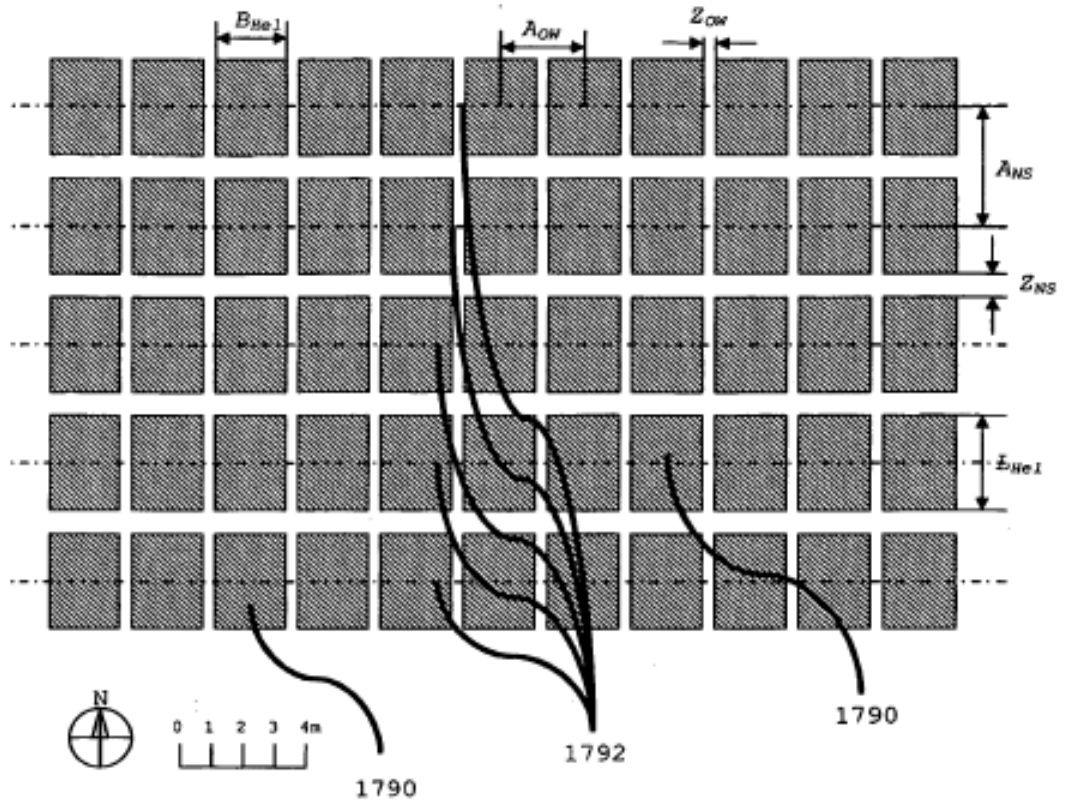 B_Hel
A_OW
Z_OW
A_NS
Z_NS
L_Hel
N
0 1 2 3 4m
1790
1792
1790